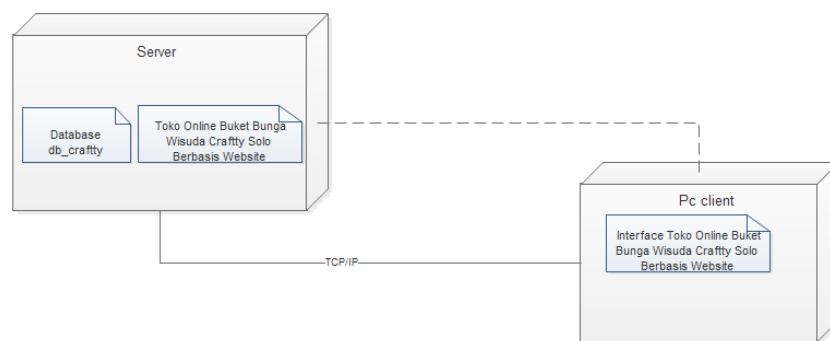 Server
Database
db_craftty
Toko Online Buket Bunga
Wisuda Craftty Solo
Berbasis Website
Pc client
Interface Toko Online Buket
Bunga Wisuda Craftty Solo
Berbasis Website
TCP/IP